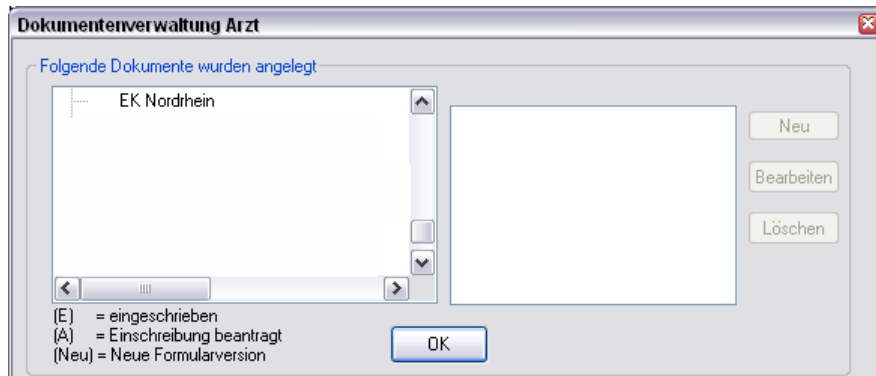 Dokumentenverwaltung Arzt
Folgende Dokumente wurden angelegt
EK Nordrhein
Neu
Bearbeiten
Löschen
(E) = eingeschrieben
(A) = Einschreibung beantragt
(Neu) = Neue Formularversion
OK